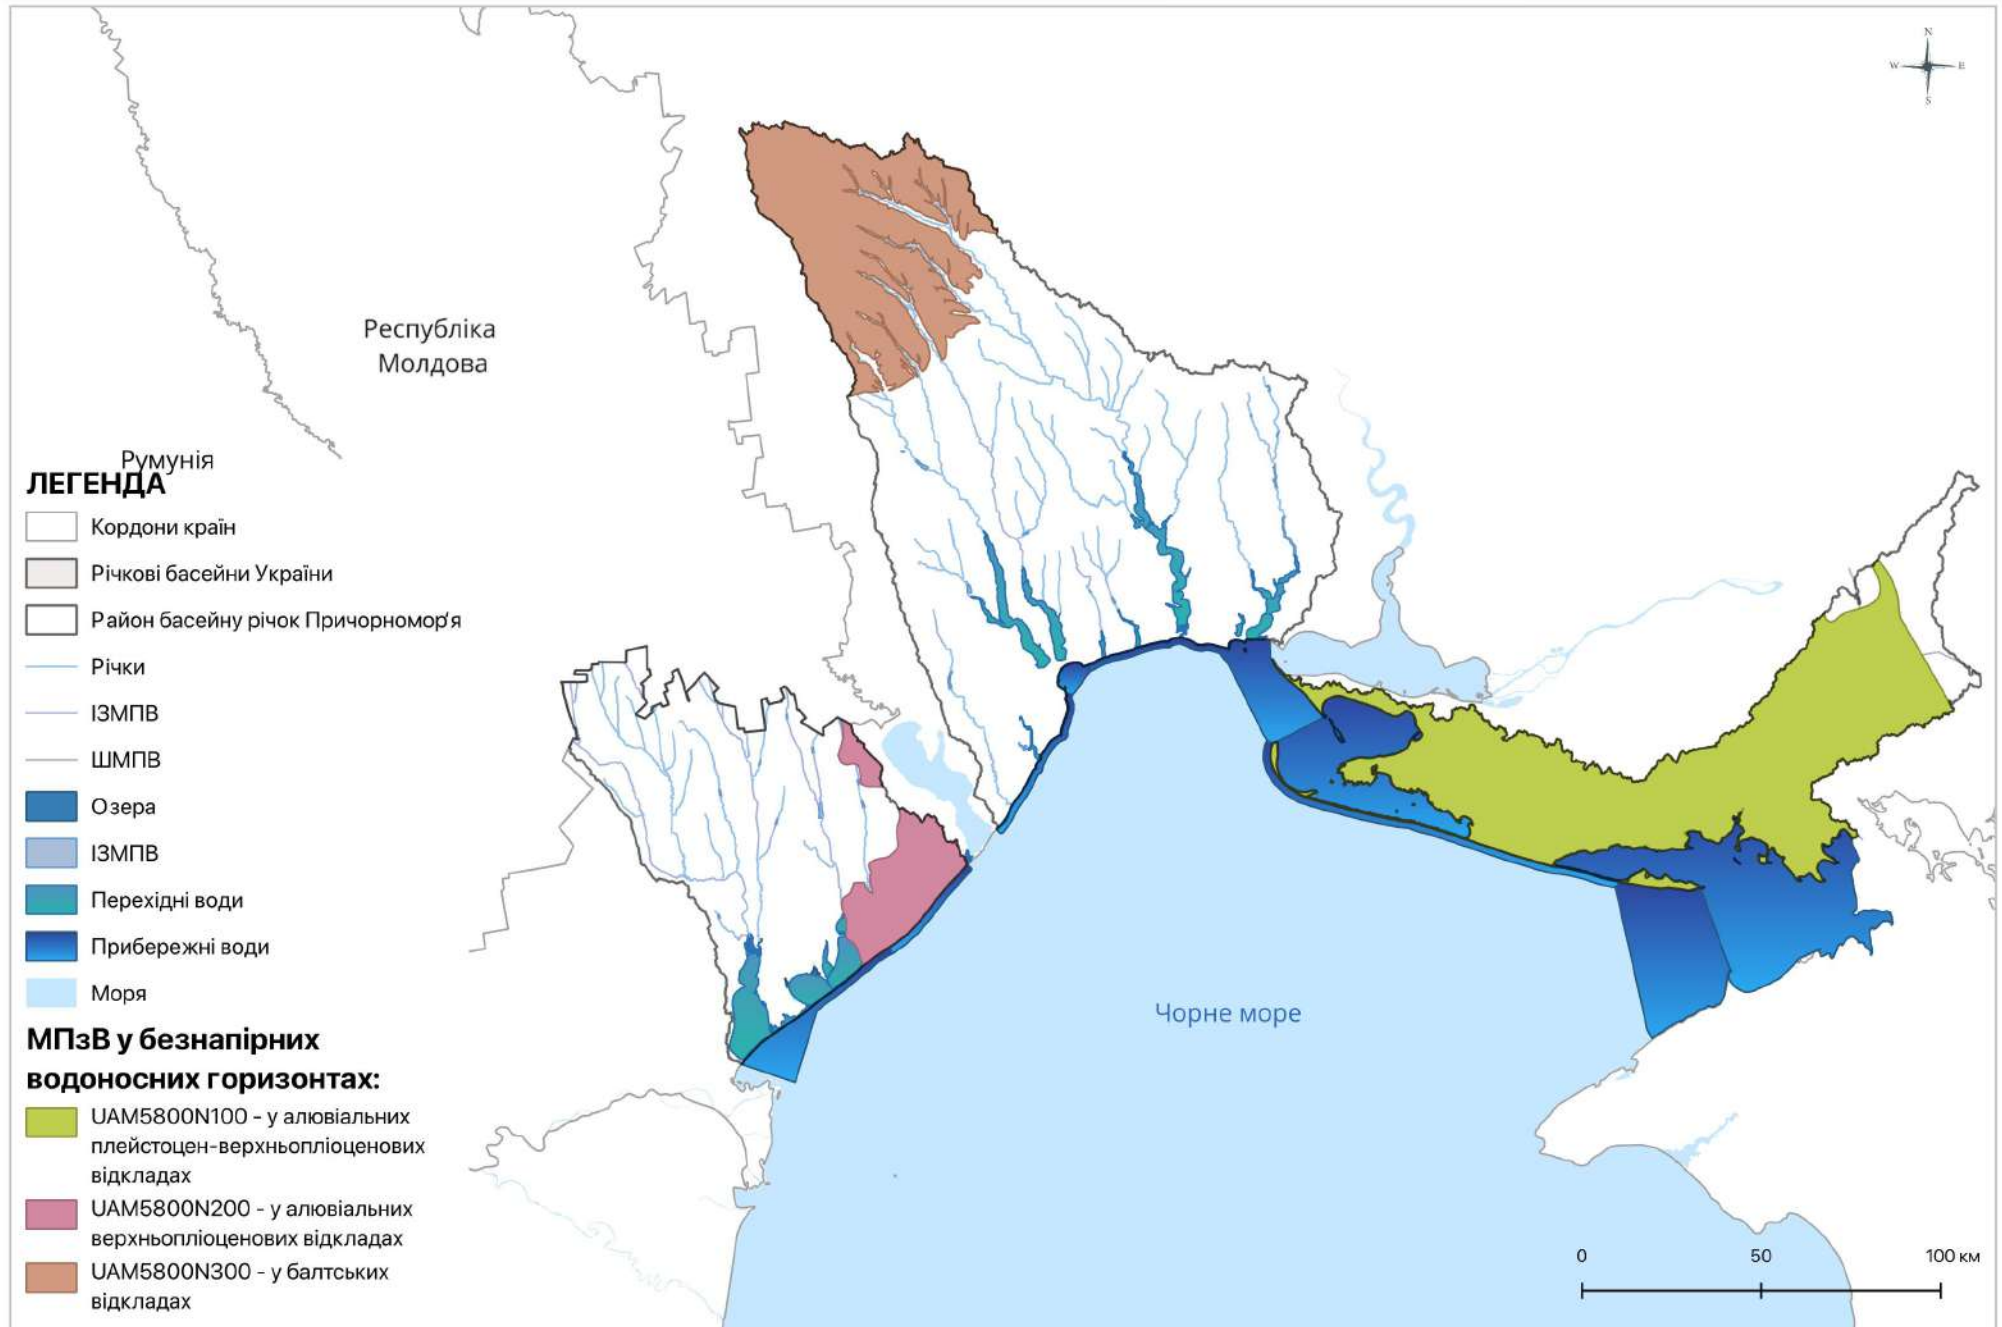 N
W
E
S
Республіка
Молдова
Румунія
ЛЕГЕНДА
Кордони країн
Річкові басейни України
Район басейну річок Причорномор'я
Річки
ІЗМПВ
ШМПВ
Озера
ІЗМПВ
Перехідні води
Прибережні води
Моря
МПзВ у безнапірних
водоносних горизонтах:
UAM5800N100 - у алювіальних
плейстоцен-верхньопліоценових
відкладах
UAM5800N200 - у алювіальних
верхньопліоценових відкладах
UAM5800N300 - у балтських
відкладах
Чорне море
0 50 100 км